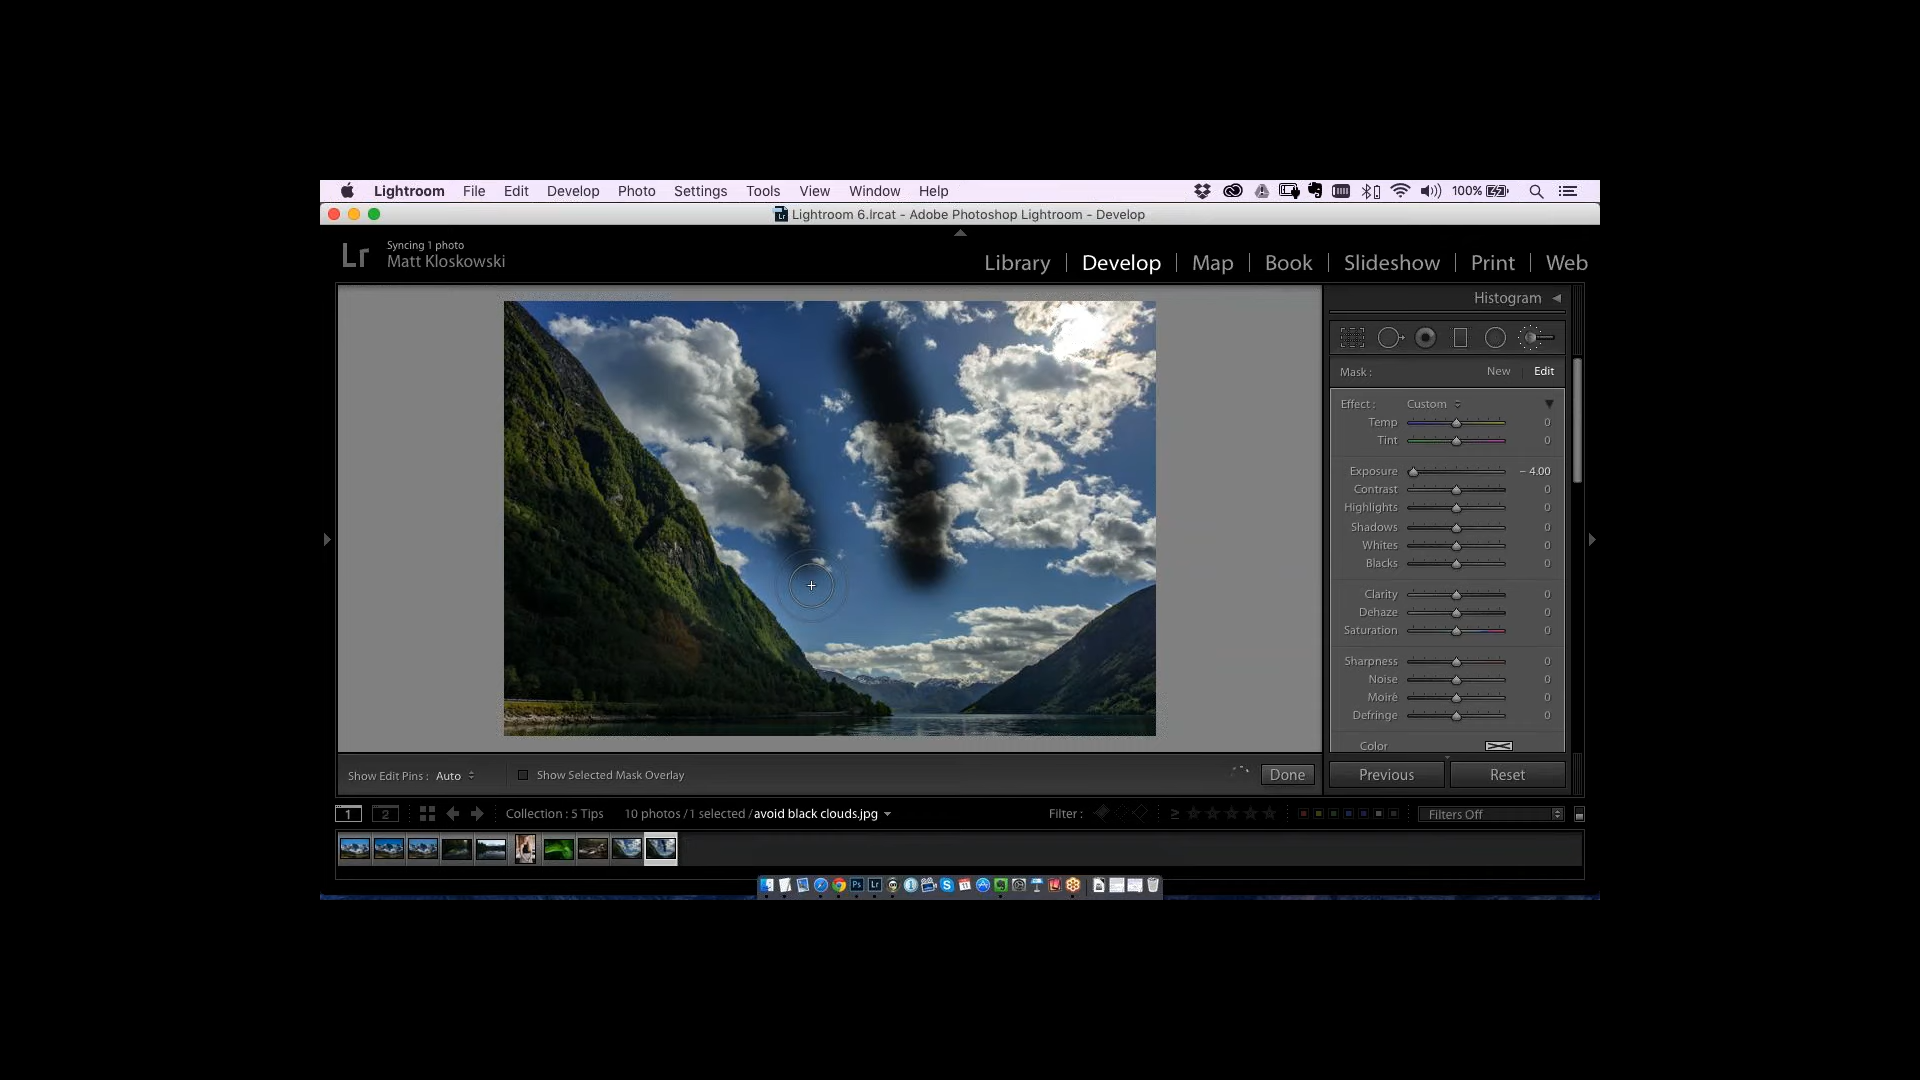 Lightroom File Edit Develop Photo Settings Tools View Window Help 100%
Lightroom 6.lrcat - Adobe Photoshop Lightroom - Develop
Lr
Syncing 1 photo
Matt Kloskowski
Library | Develop | Map | Book | Slideshow | Print | Web
Histogram
Mask : New Edit
Effect : Custom
Temp 0
Tint 0
Exposure – 4.00
Contrast 0
Highlights 0
Shadows 0
Whites 0
Blacks 0
Clarity 0
Dehaze 0
Saturation 0
Sharpness 0
Noise 0
Moiré 0
Defringe 0
Color
Show Edit Pins : Auto Show Selected Mask Overlay Done Previous Reset
1 2 Collection : 5 Tips 10 photos / 1 selected / avoid black clouds.jpg Filter : Filters Off
Ps Lr